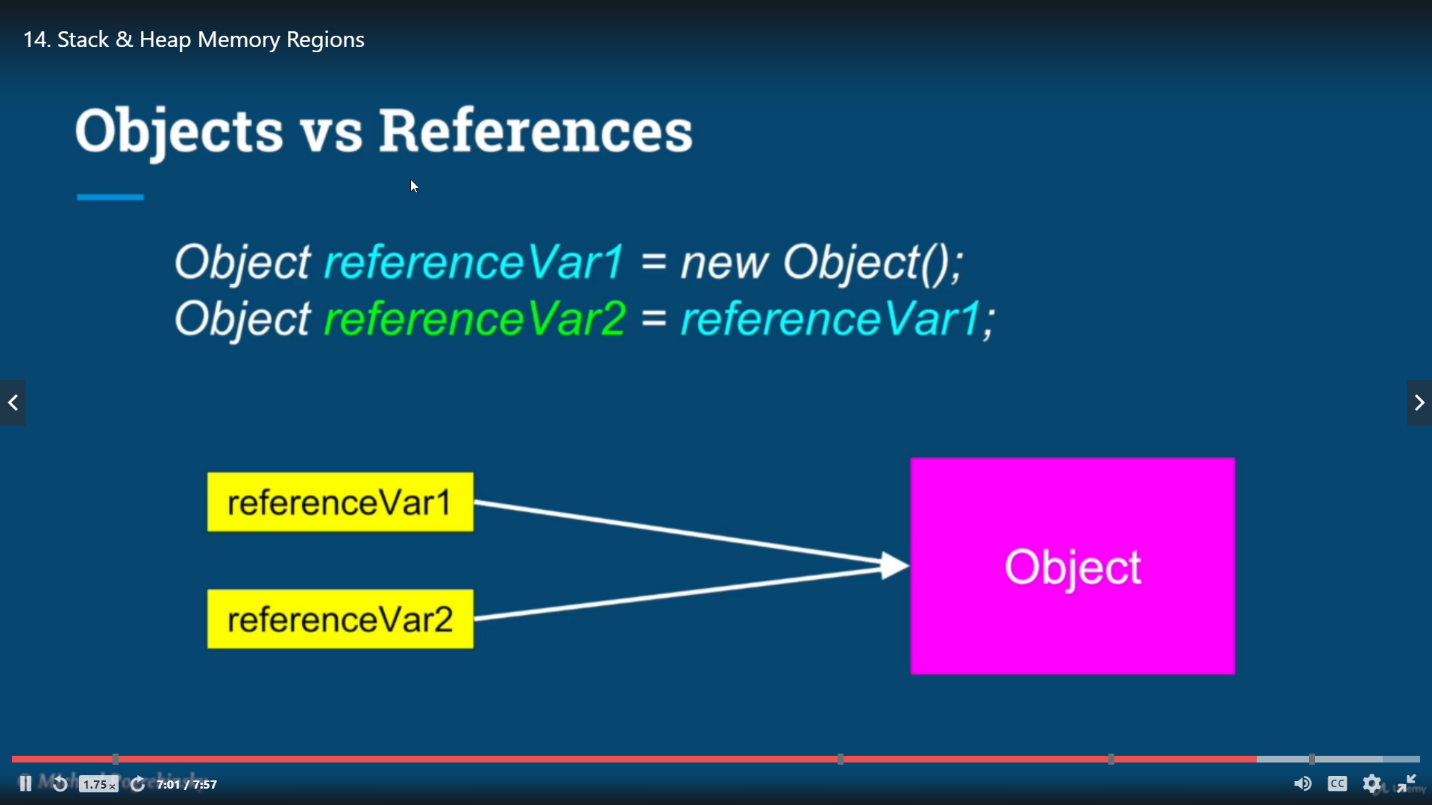 14. Stack & Heap Memory Regions
Objects vs References
Object referenceVar1 = new Object();
Object referenceVar2 = referenceVar1;
referenceVar1
Object
referenceVar2
1.75x
7:01 / 7:57
CC